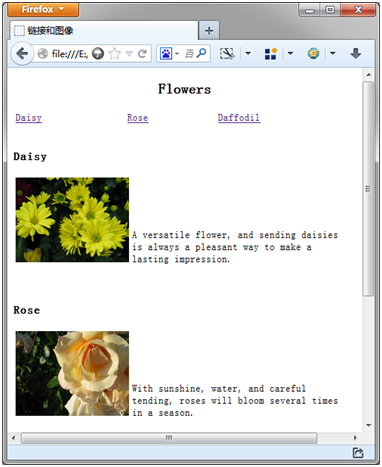 Firefox
链接和图像
file:///E:,
百
Flowers
Daisy Rose Daffodil
Daisy
A versatile flower, and sending daisies
is always a pleasant way to make a
lasting impression.
Rose
With sunshine, water, and careful
tending, roses will bloom several times
in a season.